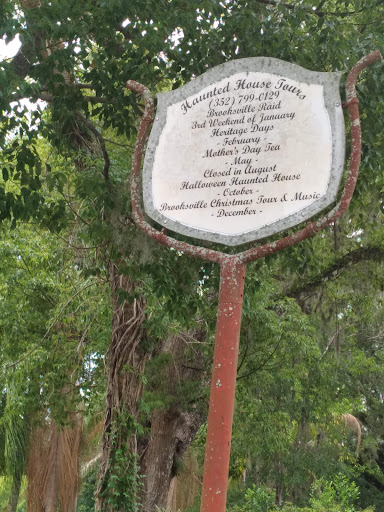 Haunted House Tours
(352) 799-0129
Brooksville Raid
3rd Weekend of January
Heritage Days
- February -
Mother's Day Tea
- May -
Closed in August
Halloween Haunted House
- October -
Brooksville Christmas Tour & Music
- December -